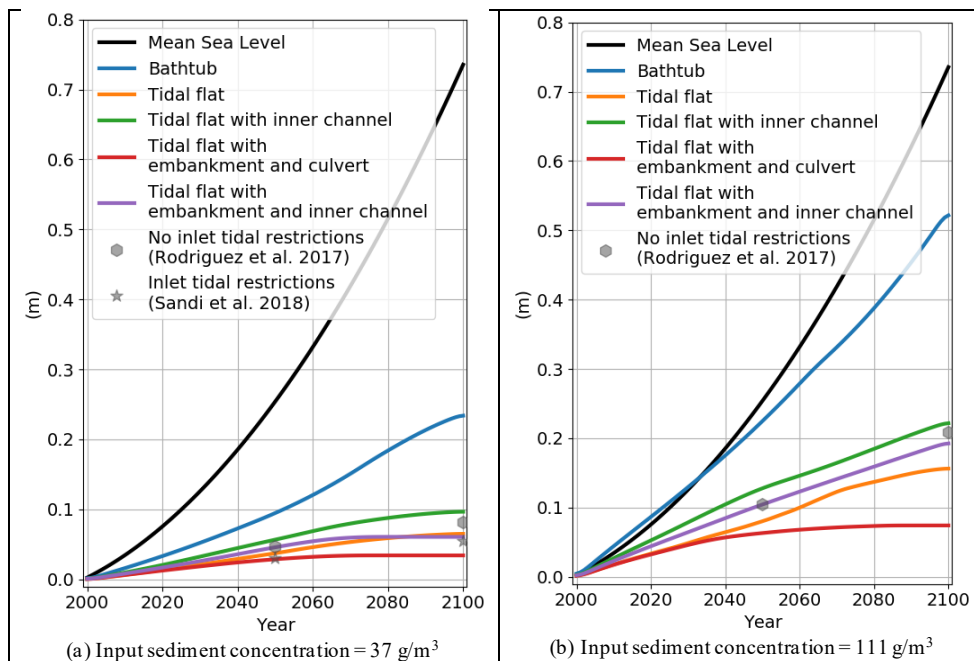 0.8
0.7
0.6
0.5
0.4
0.3
0.2
0.1
0.0
(m)
Mean Sea Level
Bathtub
Tidal flat
Tidal flat with inner channel
Tidal flat with
embankment and culvert
Tidal flat with
embankment and inner channel
No inlet tidal restrictions
(Rodriguez et al. 2017)
Inlet tidal restrictions
(Sandi et al. 2018)
2000 2020 2040 2060 2080 2100
Year
(a) Input sediment concentration = 37 g/m³
0.8
0.7
0.6
0.5
0.4
0.3
0.2
0.1
0.0
(m)
Mean Sea Level
Bathtub
Tidal flat
Tidal flat with inner channel
Tidal flat with
embankment and culvert
Tidal flat with
embankment and inner channel
No inlet tidal restrictions
(Rodriguez et al. 2017)
2000 2020 2040 2060 2080 2100
Year
(b) Input sediment concentration = 111 g/m³